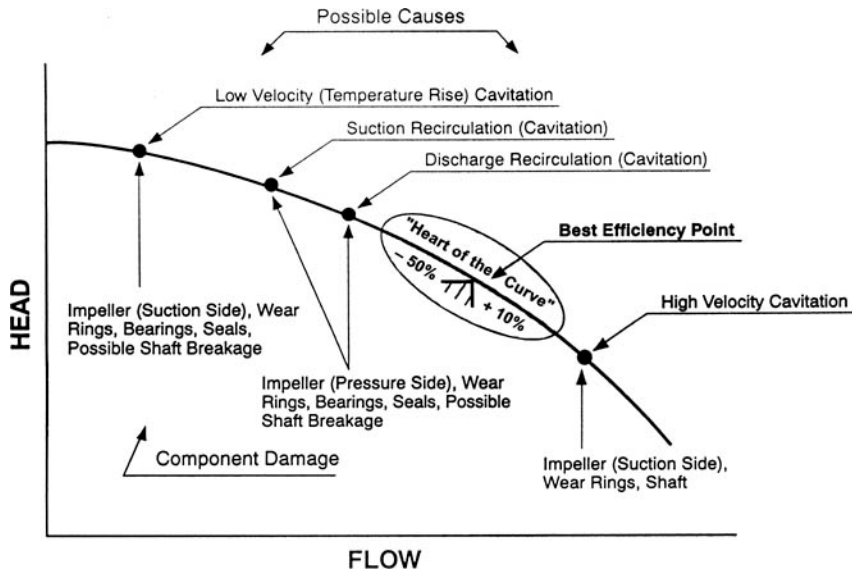 Possible Causes
Low Velocity (Temperature Rise) Cavitation
Suction Recirculation (Cavitation)
Discharge Recirculation (Cavitation)
"Heart of the Curve"
Best Efficiency Point
– 50%
+ 10%
High Velocity Cavitation
HEAD
Impeller (Suction Side), Wear
Rings, Bearings, Seals,
Possible Shaft Breakage
Impeller (Pressure Side), Wear
Rings, Bearings, Seals, Possible
Shaft Breakage
Component Damage
Impeller (Suction Side),
Wear Rings, Shaft
FLOW